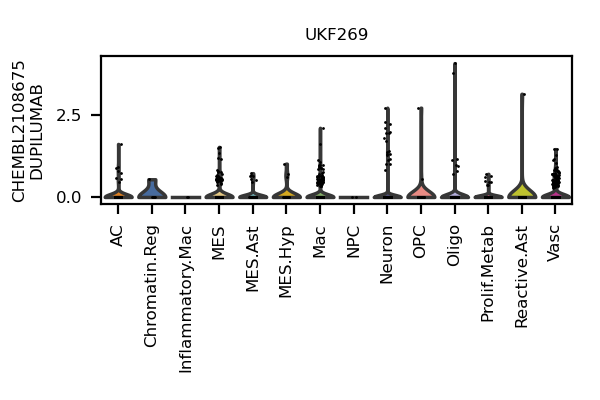 UKF269
CHEMBL2108675
DUPILUMAB
2.5
0.0
AC
Chromatin.Reg
Inflammatory.Mac
MES
MES.Ast
MES.Hyp
Mac
NPC
Neuron
OPC
Oligo
Prolif.Metab
Reactive.Ast
Vasc